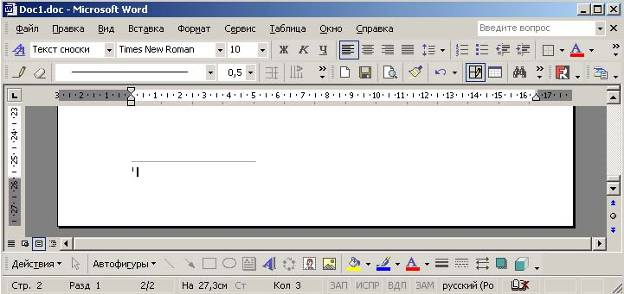 Doc1.doc - Microsoft Word
Файл Правка Вид Вставка Формат Сервис Таблица Окно Справка Введите вопрос
Текст сноски Times New Roman 10 Ж К Ч
0,5
3 2 1 1 2 3 4 5 6 7 8 9 10 11 12 13 14 15 16 17
23
24
25
26
27
1
Действия Автофигуры
Стр. 2 Разд 1 2/2 На 27,3см Ст Кол 3 ЗАП ИСПР ВДЛ ЗАМ русский (Ро